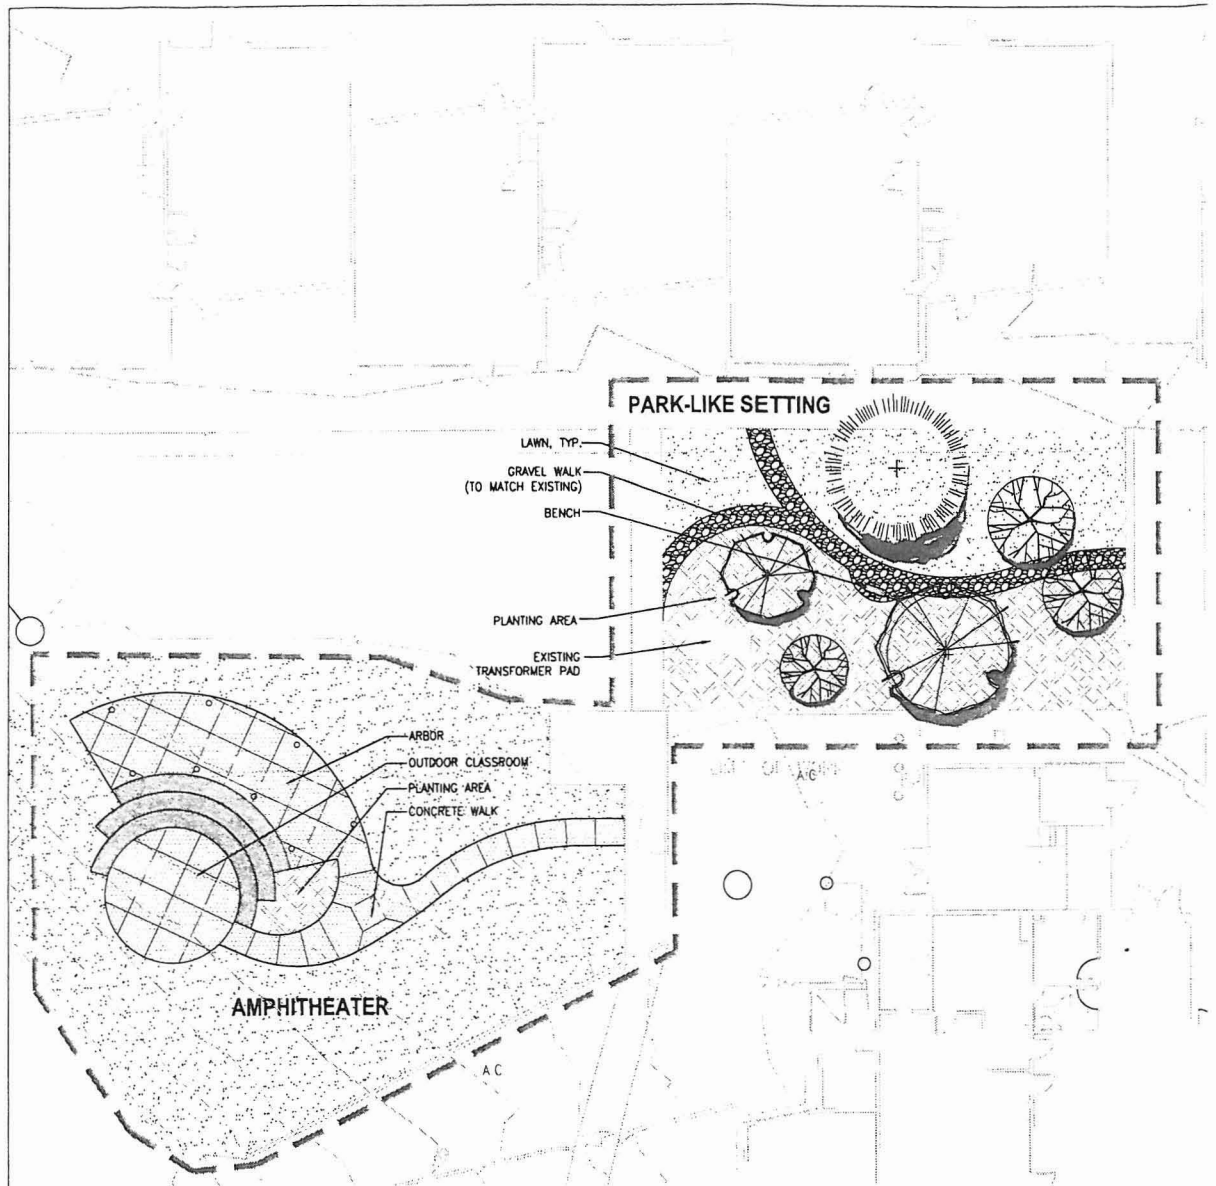 PARK-LIKE SETTING
LAWN, TYP.
GRAVEL WALK
(TO MATCH EXISTING)
BENCH
PLANTING AREA
EXISTING
TRANSFORMER PAD
ARBOR
OUTDOOR CLASSROOM
PLANTING AREA
CONCRETE WALK
AC
AMPHITHEATER
AC